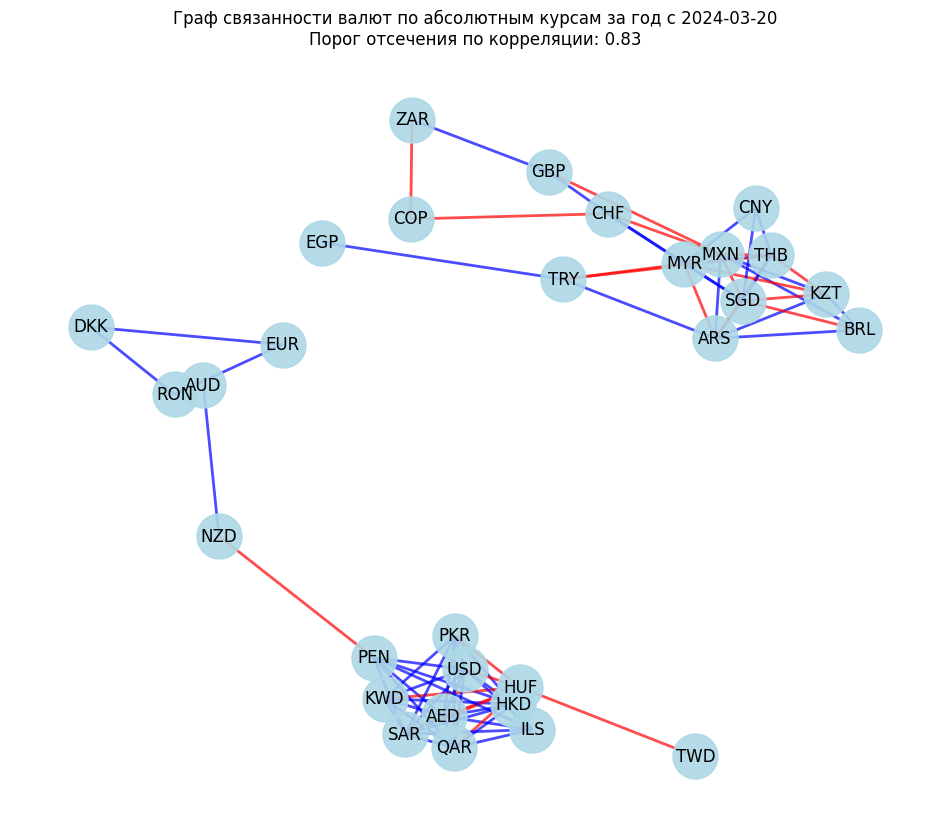 Граф связанности валют по абсолютным курсам за год с 2024-03-20
Порог отсечения по корреляции: 0.83
ZAR
GBP
CNY
CHF
COP
EGP
MXN
THB
MYR
TRY
KZT
SGD
DKK
BRL
ARS
EUR
AUD
RON
NZD
PKR
PEN
USD
HUF
KWD
HKD
AED
ILS
SAR
QAR
TWD